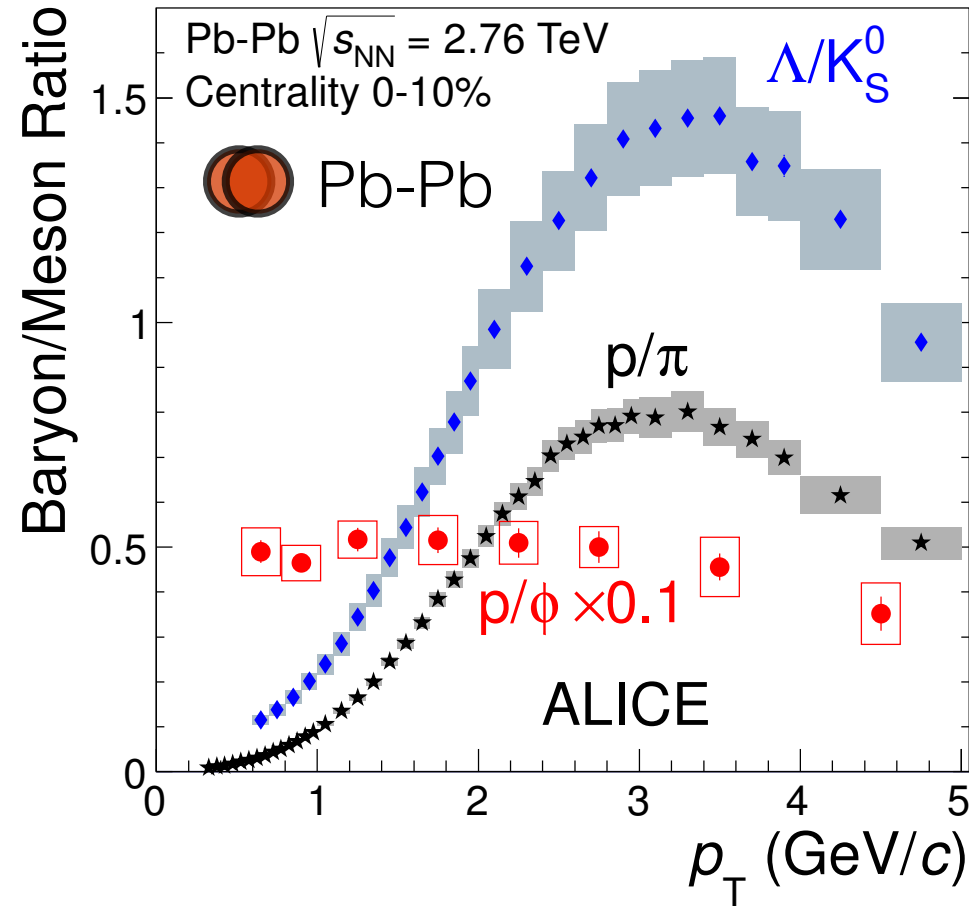 Pb-Pb √sNN = 2.76 TeV
Centrality 0-10%
Pb-Pb
Λ/K0S
p/π
p/ϕ ×0.1
ALICE
Baryon/Meson Ratio
1.5
1
0.5
0
0 1 2 3 4 5
pT (GeV/c)